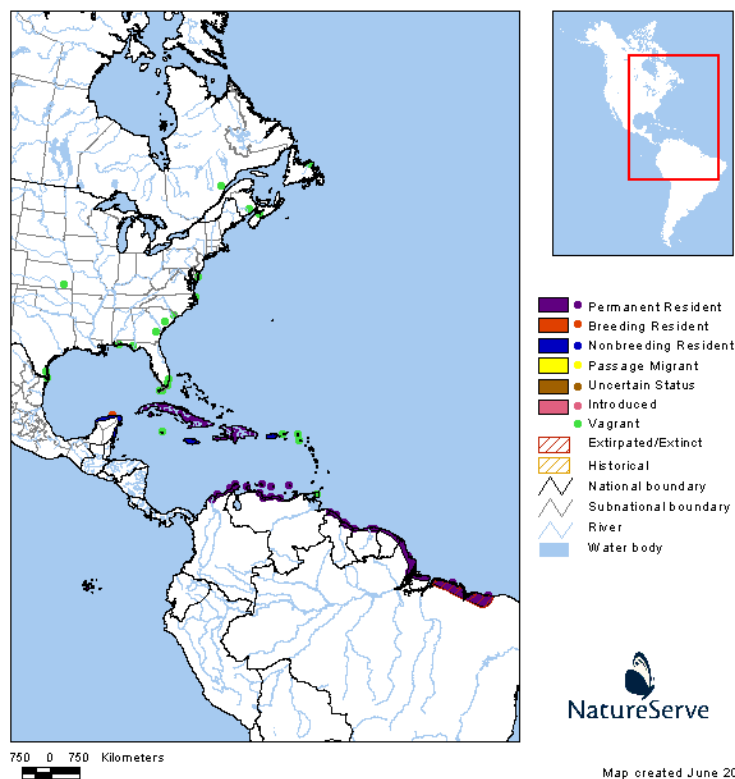 Permanent Resident
Breeding Resident
Nonbreeding Resident
Passage Migrant
Uncertain Status
Introduced
Vagrant
Extirpated/Extinct
Historical
National boundary
Subnational boundary
River
Water body
NatureServe
750 0 750 Kilometers
Map created June 20